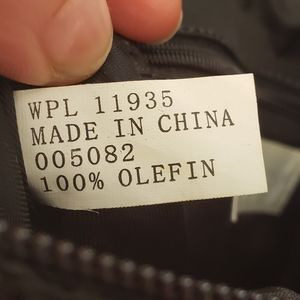 WPL 11935
MADE IN CHINA
005082
100% OLEFIN